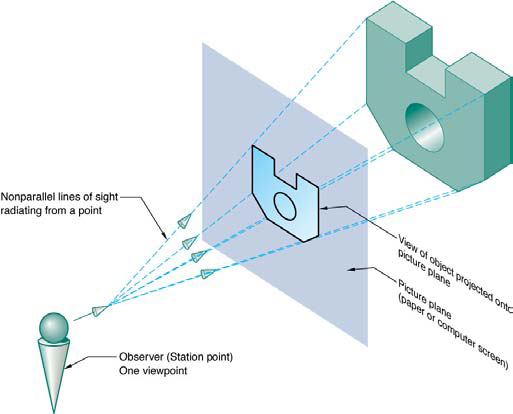 Nonparallel lines of sight
radiating from a point
View of object projected onto
picture plane
Picture plane
(paper or computer screen)
Observer (Station point)
One viewpoint